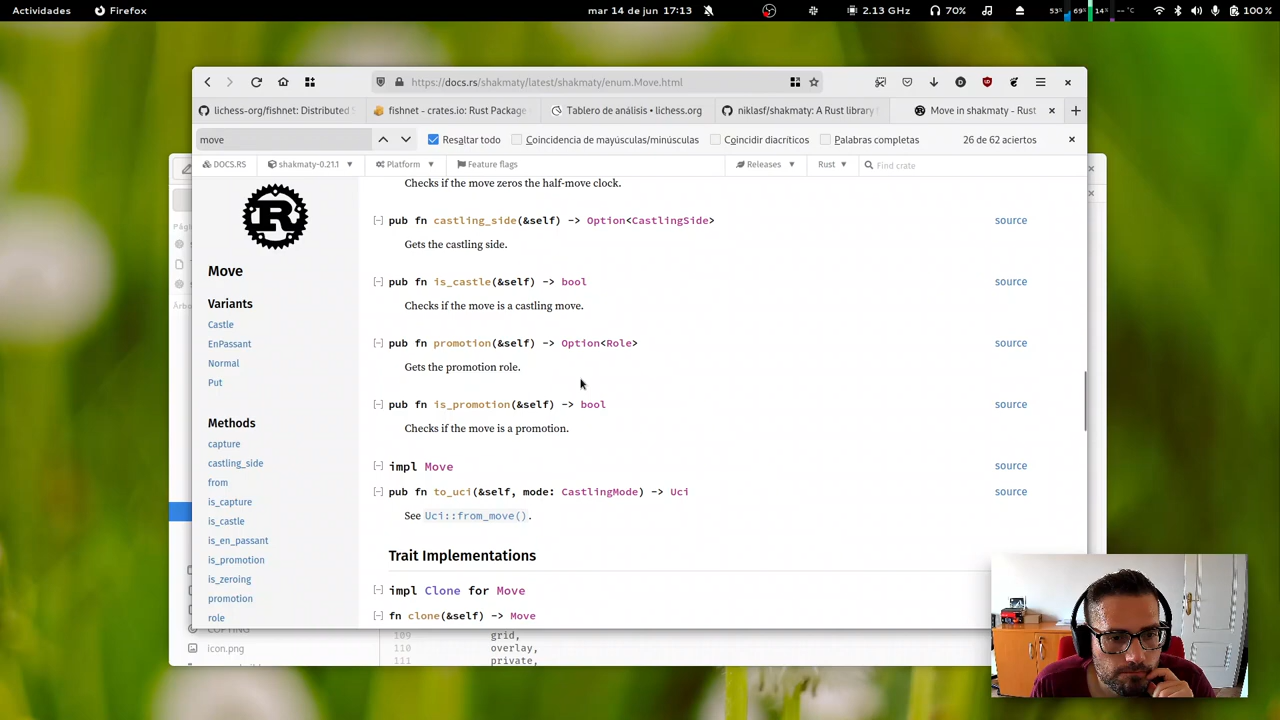 Actividades
Firefox
mar 14 de jun 17:13
2.13 GHz
70%
53%
69%
14%
--°C
100 %
https://docs.rs/shakmaty/latest/shakmaty/enum.Move.html
lichess-org/fishnet: Distributed S
fishnet - crates.io: Rust Package
Tablero de análisis • lichess.org
niklasf/shakmaty: A Rust library f
Move in shakmaty - Rust
move
Resaltar todo
Coincidencia de mayúsculas/minúsculas
Coincidir diacríticos
Palabras completas
26 de 62 aciertos
DOCS.RS
shakmaty-0.21.1
Platform
Feature flags
Releases
Rust
Find crate
Move
Variants
Castle
EnPassant
Normal
Put
Methods
capture
castling_side
from
is_capture
is_castle
is_en_passant
is_promotion
is_zeroing
promotion
role
Checks if the move zeros the half-move clock.
[-] pub fn castling_side(&self) -> Option<CastlingSide>
source
Gets the castling side.
[-] pub fn is_castle(&self) -> bool
source
Checks if the move is a castling move.
[-] pub fn promotion(&self) -> Option<Role>
source
Gets the promotion role.
[-] pub fn is_promotion(&self) -> bool
source
Checks if the move is a promotion.
[-] impl Move
source
pub fn to_uci(&self, mode: CastlingMode) -> Uci
source
See Uci::from_move().
Trait Implementations
[-] impl Clone for Move
[-] fn clone(&self) -> Move
COPYING
icon.png
109 grid,
110 overlay,
111 private,